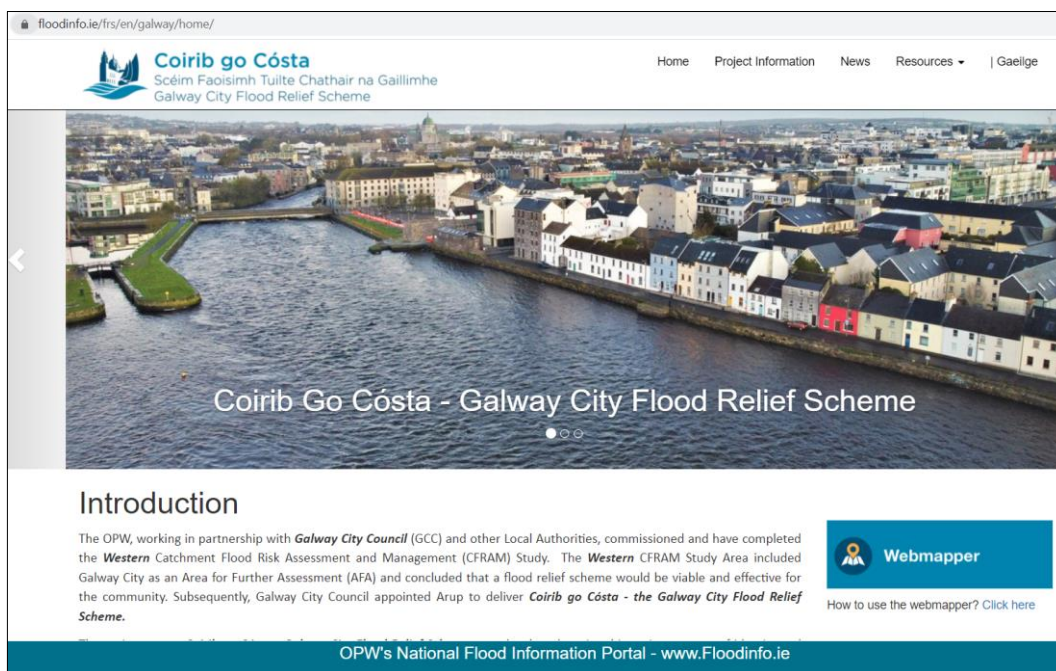 floodinfo.ie/frs/en/galway/home/
Coirib go Cósta
Scéim Faoisimh Tuilte Chathair na Gaillimhe
Galway City Flood Relief Scheme
Home Project Information News Resources | Gaeilge
Coirib Go Cósta - Galway City Flood Relief Scheme
Introduction
The OPW, working in partnership with Galway City Council (GCC) and other Local Authorities, commissioned and have completed
the Western Catchment Flood Risk Assessment and Management (CFRAM) Study. The Western CFRAM Study Area included
Galway City as an Area for Further Assessment (AFA) and concluded that a flood relief scheme would be viable and effective for
the community. Subsequently, Galway City Council appointed Arup to deliver Coirib go Cósta - the Galway City Flood Relief
Scheme.
Webmapper
How to use the webmapper? Click here
OPW's National Flood Information Portal - www.Floodinfo.ie